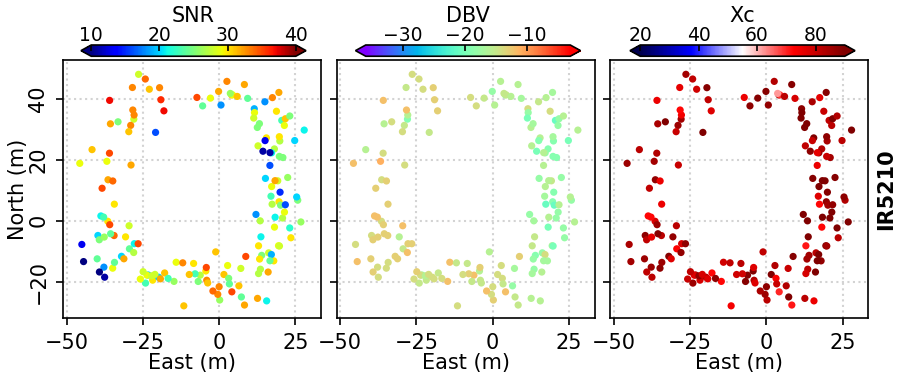 SNR DBV Xc
10 20 30 40 −30 −20 −10 20 40 60 80
North (m)
40
20
0
−20
−50 −25 0 25 −50 −25 0 25 −50 −25 0 25
East (m) East (m) East (m)
IR5210